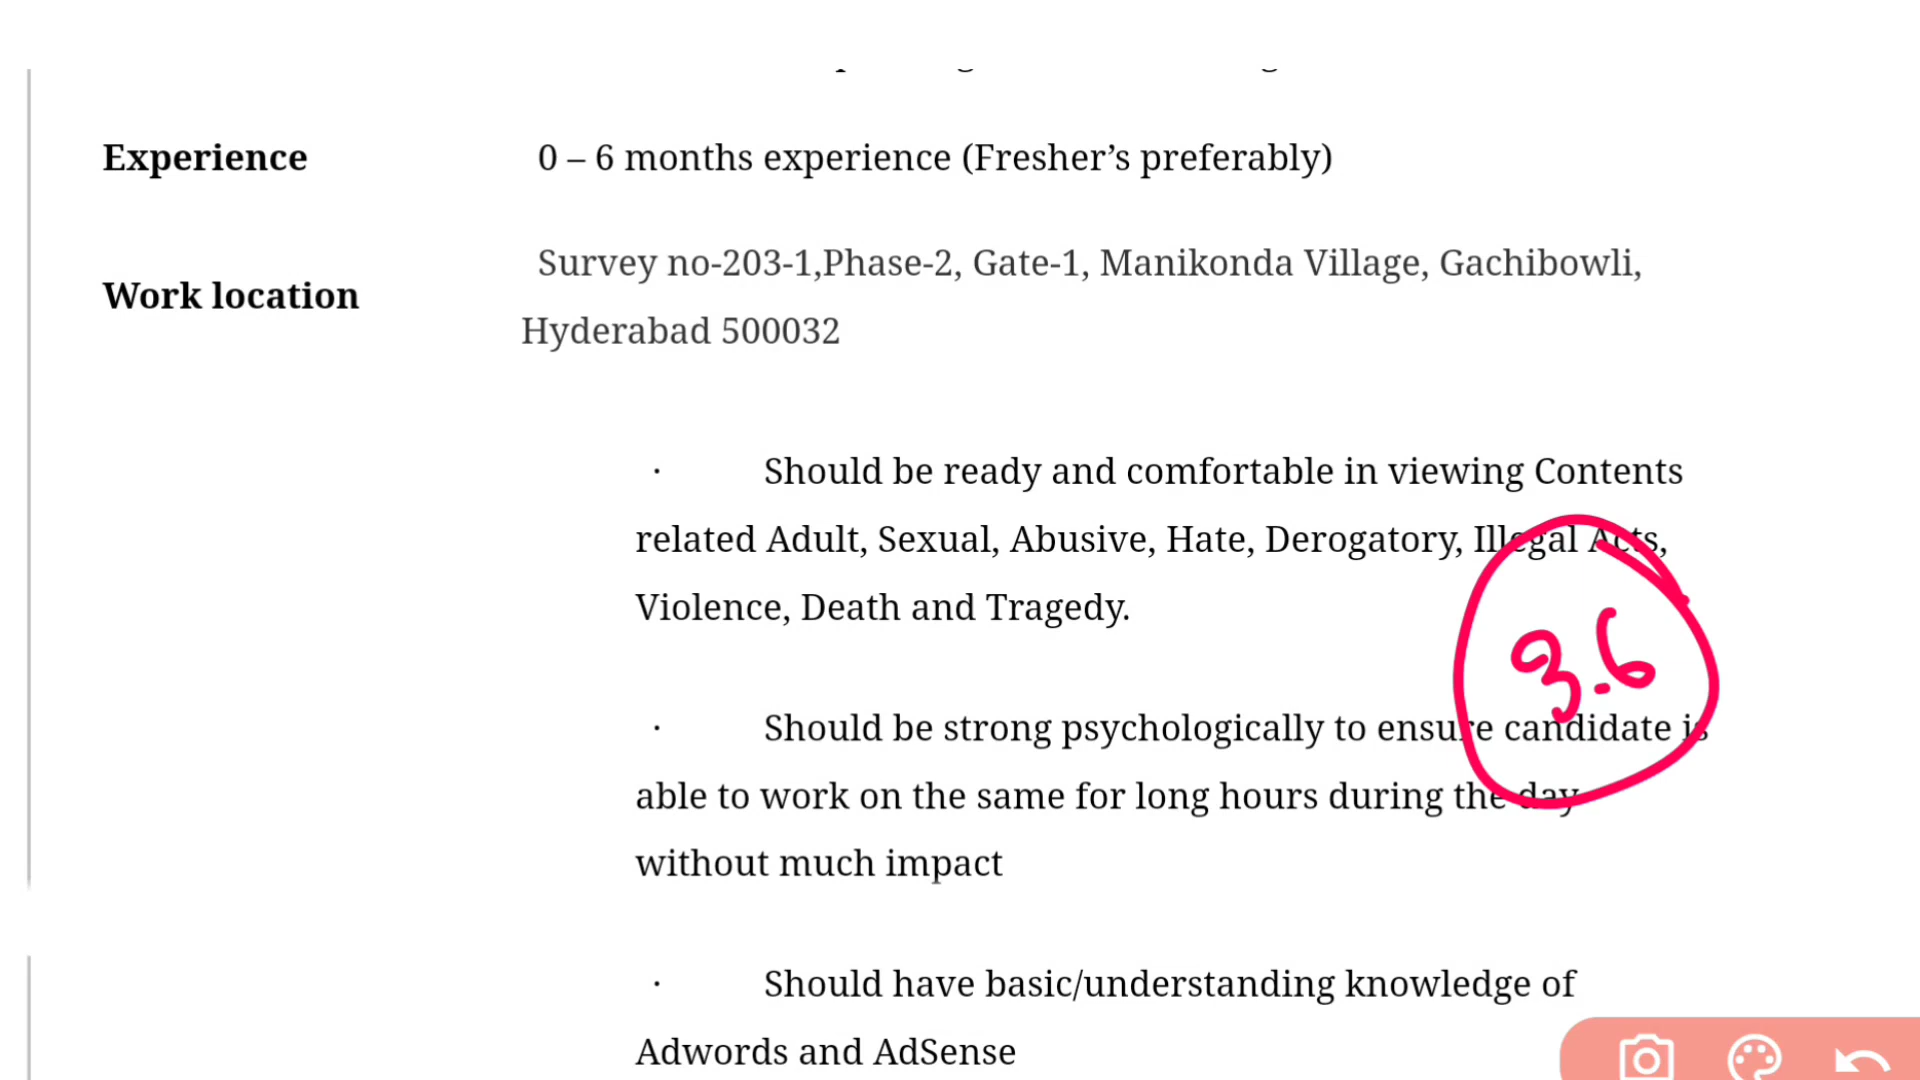 Experience
0 – 6 months experience (Fresher’s preferably)
Work location
Survey no-203-1,Phase-2, Gate-1, Manikonda Village, Gachibowli,
Hyderabad 500032
· Should be ready and comfortable in viewing Contents
related Adult, Sexual, Abusive, Hate, Derogatory, Illegal Acts,
Violence, Death and Tragedy.
3.6
· Should be strong psychologically to ensure candidate is
able to work on the same for long hours during the day
without much impact
· Should have basic/understanding knowledge of
Adwords and AdSense